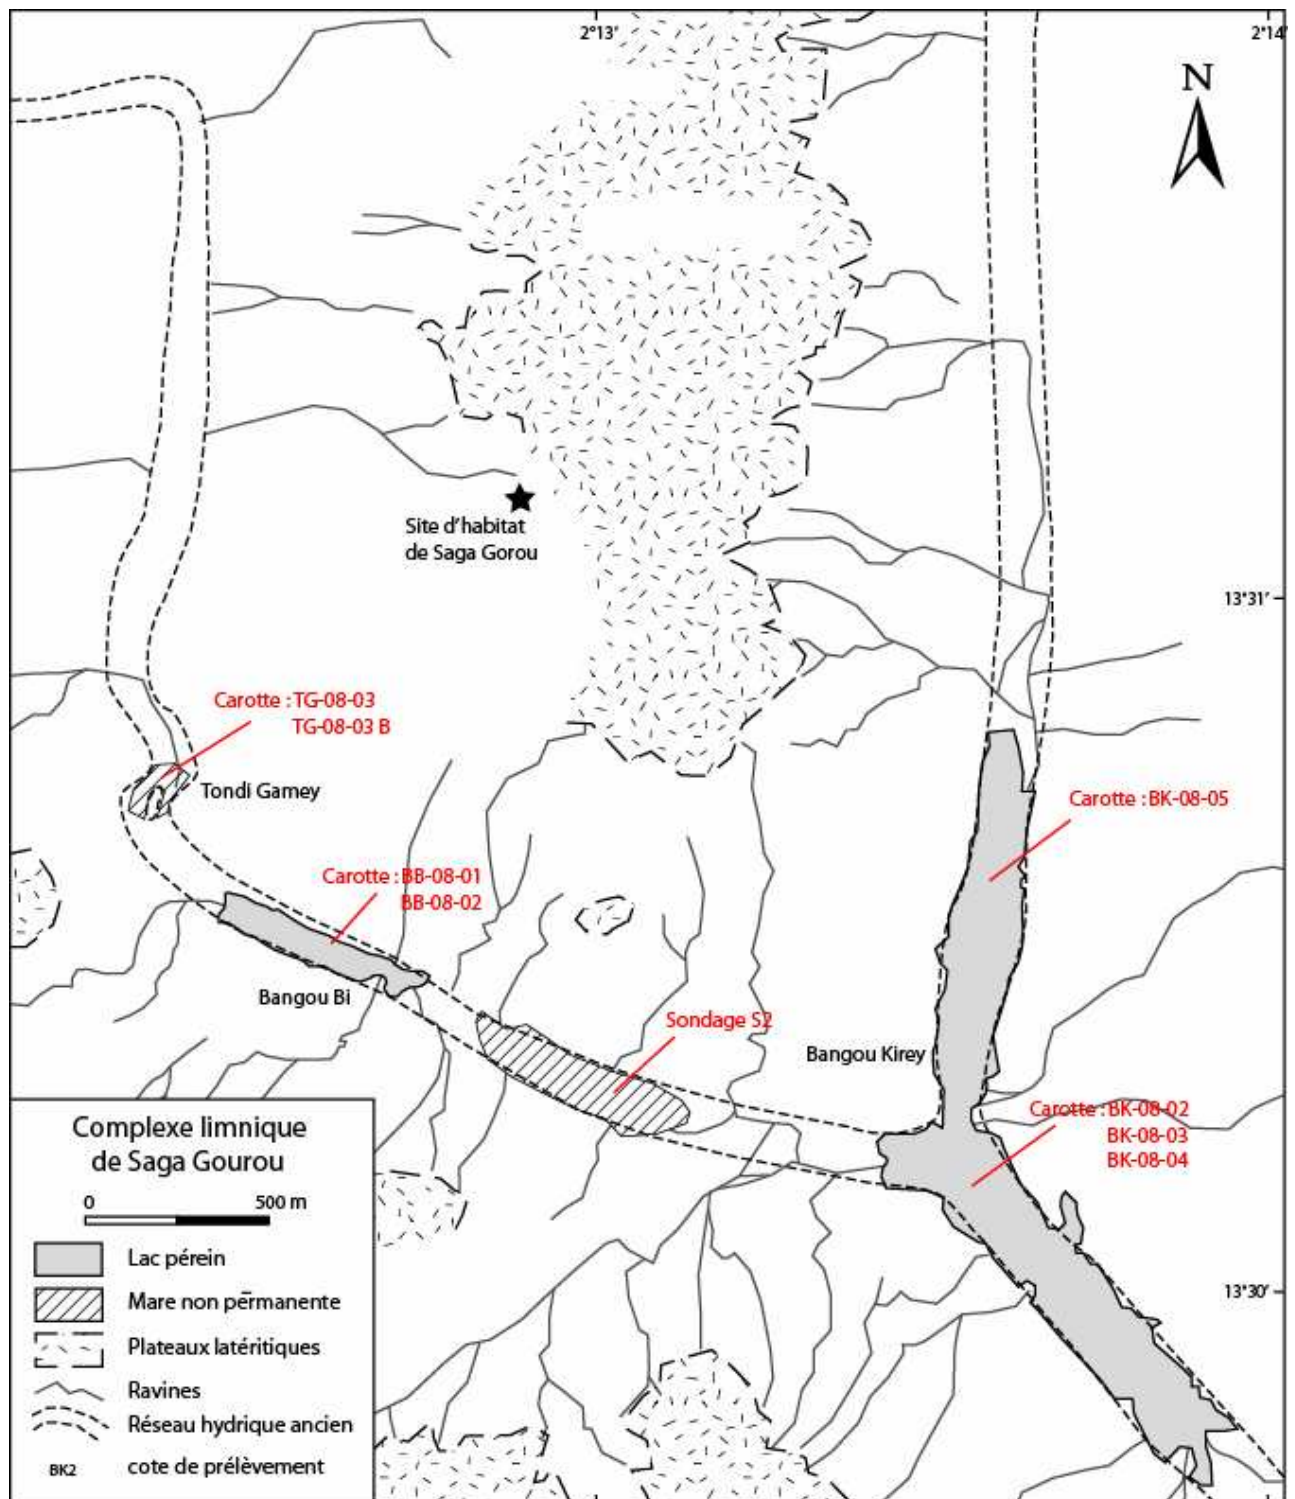 2°13′
2°14′
N
Site d'habitat
de Saga Gorou
13°31′
Carotte : TG-08-03
TG-08-03 B
Tondi Gamey
Carotte : BK-08-05
Carotte : BB-08-01
BB-08-02
Bangou Bi
Sondage S2
Bangou Kirey
Carotte : BK-08-02
BK-08-03
BK-08-04
13°30′
Complexe limnique
de Saga Gourou
0 500 m
Lac pérein
Mare non pērmanente
Plateaux latéritiques
Ravines
Réseau hydrique ancien
BK2 cote de prélèvement